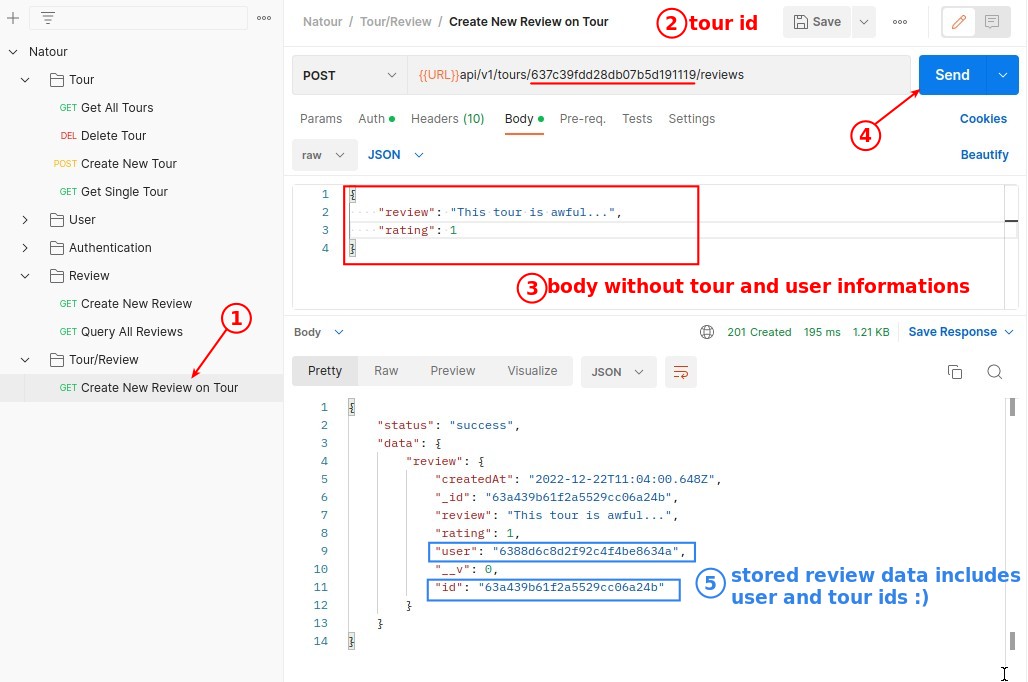 Natour / Tour/Review / Create New Review on Tour
2 tour id
Save
Natour
Tour
GET Get All Tours
DEL Delete Tour
POST Create New Tour
GET Get Single Tour
User
Authentication
Review
GET Create New Review
GET Query All Reviews
1
Tour/Review
GET Create New Review on Tour
POST
{{URL}}api/v1/tours/637c39fdd28db07b5d191119/reviews
Send
4
Params Auth Headers (10) Body Pre-req. Tests Settings Cookies
raw JSON Beautify
1 {
2 "review": "This tour is awful...",
3 "rating": 1
4 }
3 body without tour and user informations
Body 201 Created 195 ms 1.21 KB Save Response
Pretty Raw Preview Visualize JSON
1 {
2 "status": "success",
3 "data": {
4 "review": {
5 "createdAt": "2022-12-22T11:04:00.648Z",
6 "_id": "63a439b61f2a5529cc06a24b",
7 "review": "This tour is awful...",
8 "rating": 1,
9 "user": "6388d6c8d2f92c4f4be8634a",
10 "__v": 0,
11 "id": "63a439b61f2a5529cc06a24b"
12 }
13 }
14 }
5 stored review data includes
user and tour ids :)